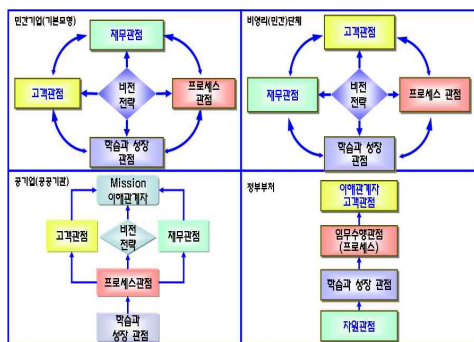 민간기업(기본모형)
재무관점
고객관점
비전
전략
프로세스
관점
학습과 성장
관점
비영리(민간)단체
고객관점
재무관점
비전
전략
프로세스 관점
학습과 성장
관점
공기업(공공기관)
Mission
이해관계자
고객관점
비전
전략
재무관점
프로세스관점
학습과
성장 관점
정부부처
이해관계자
고객관점
임무수행관점
(프로세스)
학습과 성장 관점
자원관점